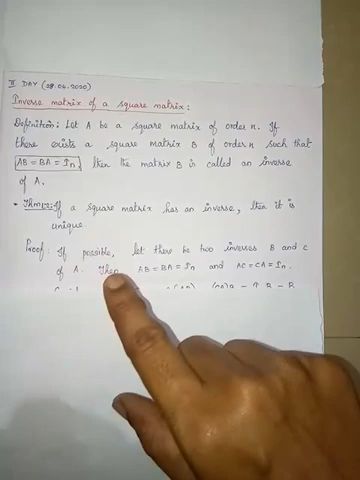 II DAY (28.04.2020)
Inverse matrix of a square matrix:
Definition: Let A be a square matrix of order n. If
there exists a square matrix B of order n such that
AB = BA = In, then the matrix B is called an inverse
of A.
• Thm: If a square matrix has an inverse, then it is
unique.
Proof: If possible, let there be two inverses B and C
of A. Then AB = BA = In and AC = CA = In.